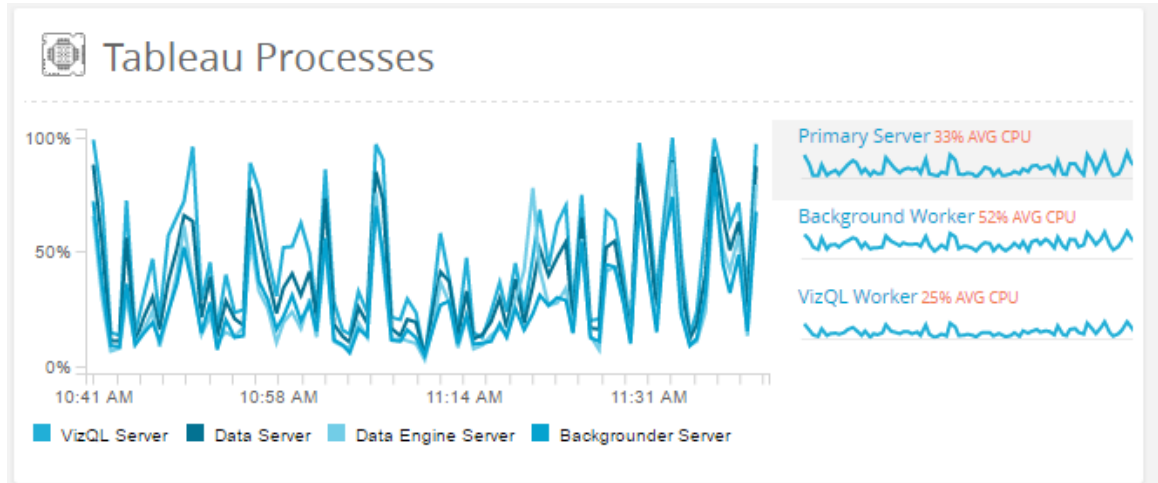 Tableau Processes
100%
50%
0%
10:41 AM 10:58 AM 11:14 AM 11:31 AM
VizQL Server Data Server Data Engine Server Backgrounder Server
Primary Server 33% AVG CPU
Background Worker 52% AVG CPU
VizQL Worker 25% AVG CPU